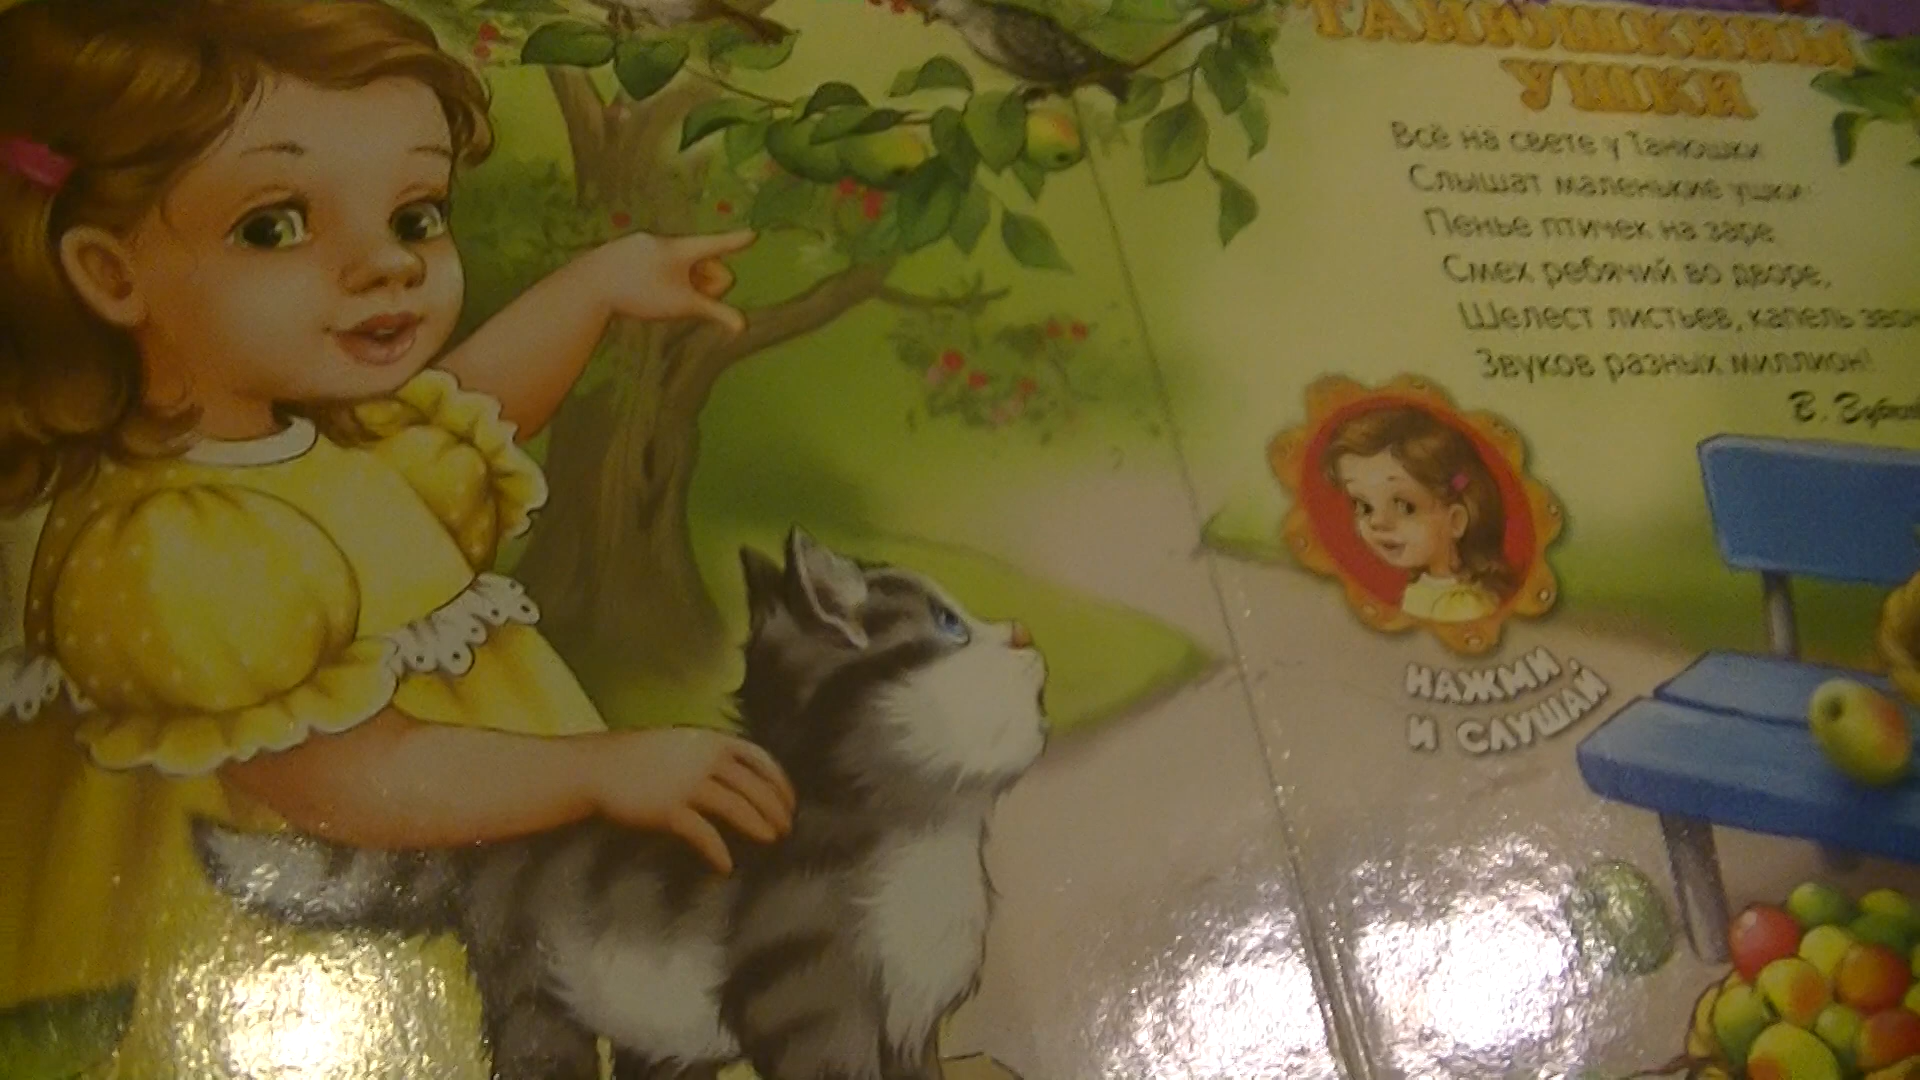 ТАНЮШКИНЫ
УШКИ
Всё на свете у Танюшки
Слышат маленькие ушки:
Пенье птичек на заре,
Смех ребячий во дворе,
Шелест листьев, капель
Звуков разных миллион!
В.
НАЖМИ
И СЛУШАЙ